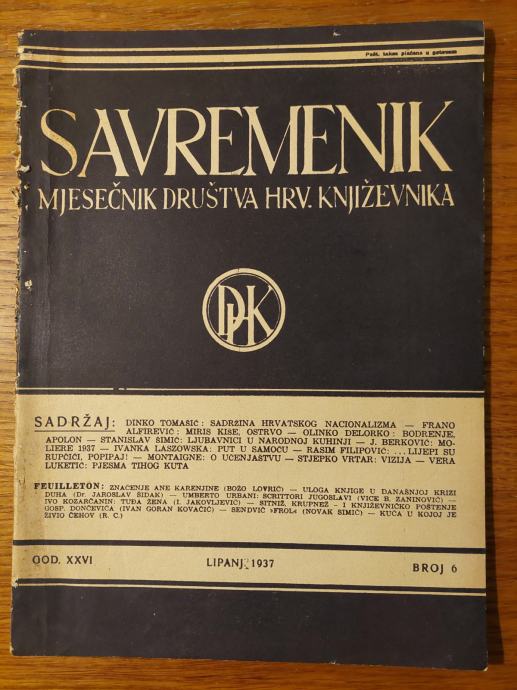 Pošt. taksa plaćena u gotovom
SAVREMENIK
MJESEČNIK DRUŠTVA HRV. KNJIŽEVNIKA
DHK
SADRŽAJ: DINKO TOMAŠIĆ: SADRZINA HRVATSKOG NACIONALIZMA — FRANO
ALFIREVIĆ: MIRIS KIŠE, OSTRVO — OLINKO DELORKO: BODRENJE,
APOLON — STANISLAV ŠIMIĆ: LJUBAVNICI U NARODNOJ KUHINJI — J. BERKOVIĆ: MO-
LIERE 1937 — IVANKA LASZOWSKA: PUT U SAMOĆU — RASIM FILIPOVIĆ: ... LIJEPI SU
RUPČIĆI, POPIPAJ! — MONTAIGNE: O UČENJAŠTVU — STJEPKO VRTAR: VIZIJA — VERA
LUKETIĆ: PJESMA TIHOG KUTA
FEUILLETON: ZNAČENJE ANE KARENJINE (BOŽO LOVRIĆ) — ULOGA KNJIGE U DANAŠNJOJ KRIZI
DUHA (Dr. JAROSLAV ŠIDAK) — UMBERTO URBANI: SCRITTORI JUGOSLAVI (VICE B. ZANINOVIĆ) —
IVO KOZARČANIN: TUĐA ŽENA (I. JAKOVLJEVIĆ) — SITNIŽ, KRUPNEŽ - I KNJIŽEVNIČKO POŠTENJE
GOSP. DONČEVIĆA (IVAN GORAN KOVAČIĆ) — SENDVIČ »FROL« (NOVAK SIMIĆ) — KUĆA U KOJOJ JE
ŽIVIO ČEHOV (R. C.)
GOD. XXVI LIPANJ, 1937 BROJ 6